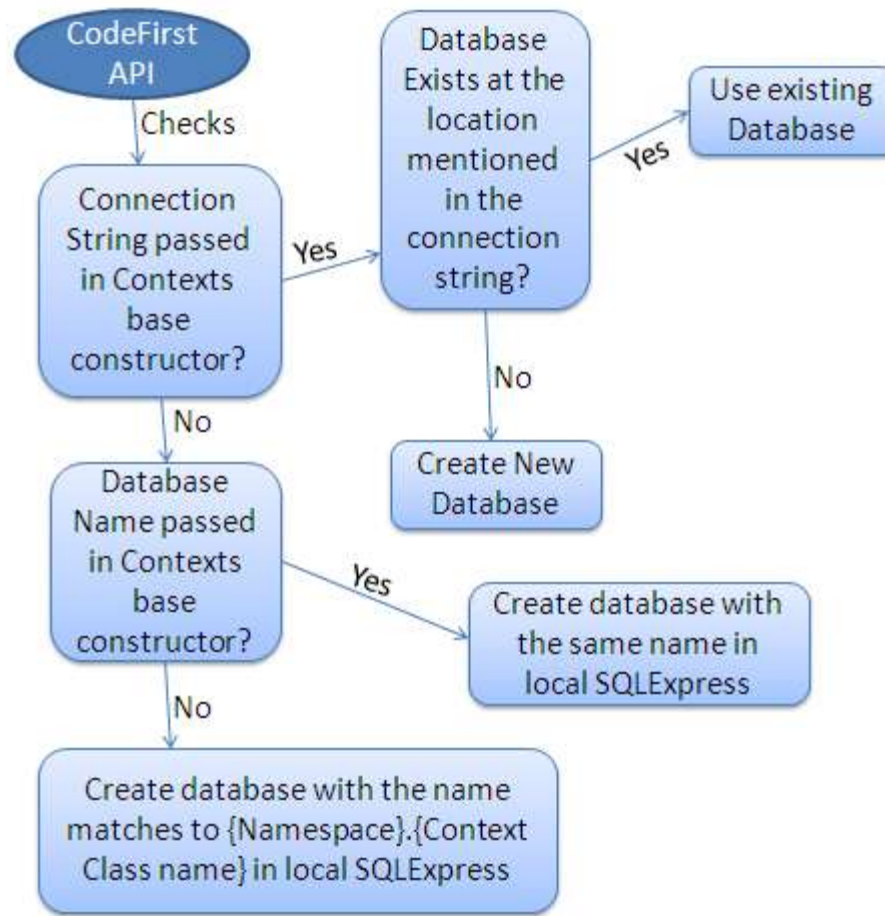 CodeFirst
API
Checks
Connection
String passed
in Contexts
base
constructor?
Yes
Database
Exists at the
location
mentioned
in the
connection
string?
Yes
Use existing
Database
No
Create New
Database
No
Database
Name passed
in Contexts
base
constructor?
Yes
Create database with
the same name in
local SQLExpress
No
Create database with the name
matches to {Namespace}.{Context
Class name} in local SQLExpress